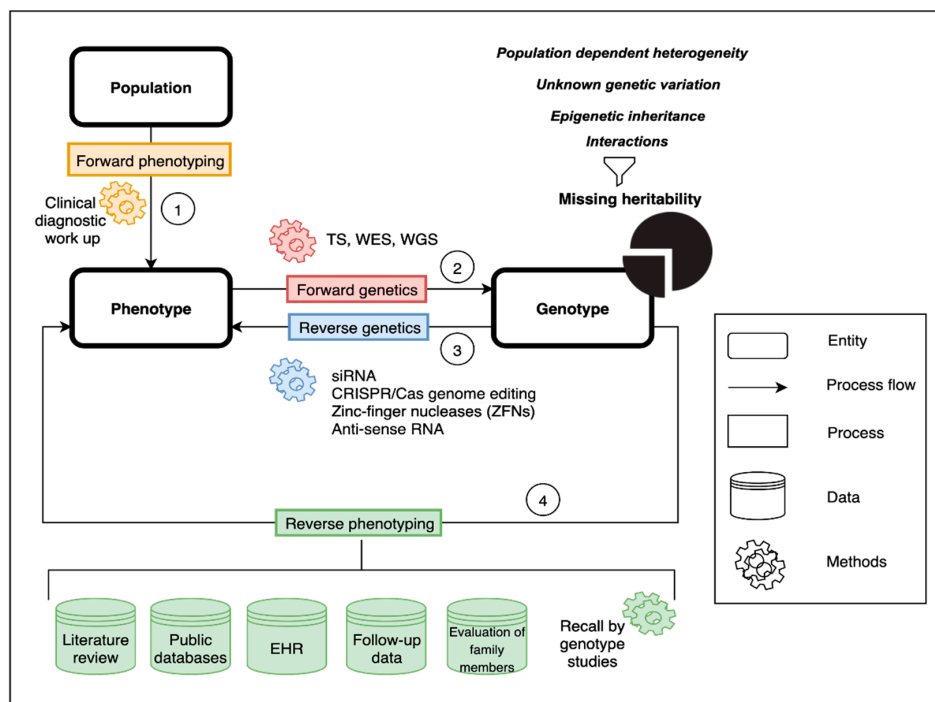 Population dependent heterogeneity
Population
Unknown genetic variation
Epigenetic inheritance
Interactions
Forward phenotyping
Missing heritability
Clinical
diagnostic
work up
1
TS, WES, WGS
2
Forward genetics
Phenotype
Genotype
Reverse genetics
3
siRNA
CRISPR/Cas genome editing
Zinc-finger nucleases (ZFNs)
Anti-sense RNA
4
Reverse phenotyping
Literature
review
Public
databases
EHR
Follow-up
data
Evaluation of
family
members
Recall by
genotype
studies
Entity
Process flow
Process
Data
Methods